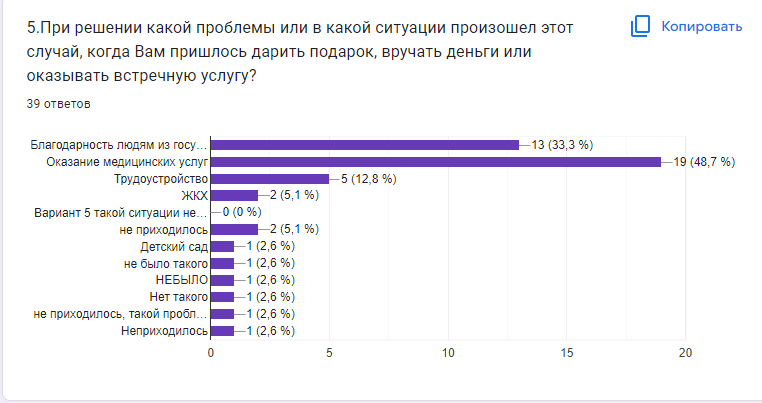 5.При решении какой проблемы или в какой ситуации произошел этот
случай, когда Вам пришлось дарить подарок, вручать деньги или
оказывать встречную услугу?
Копировать
39 ответов
Благодарность людям из госу… 13 (33,3 %)
Оказание медицинских услуг 19 (48,7 %)
Трудоустройство 5 (12,8 %)
ЖКХ 2 (5,1 %)
Вариант 5 такой ситуации не… 0 (0 %)
не приходилось 2 (5,1 %)
Детский сад 1 (2,6 %)
не было такого 1 (2,6 %)
НЕБЫЛО 1 (2,6 %)
Нет такого 1 (2,6 %)
не приходилось, такой пробл… 1 (2,6 %)
Неприходилось 1 (2,6 %)
0 5 10 15 20